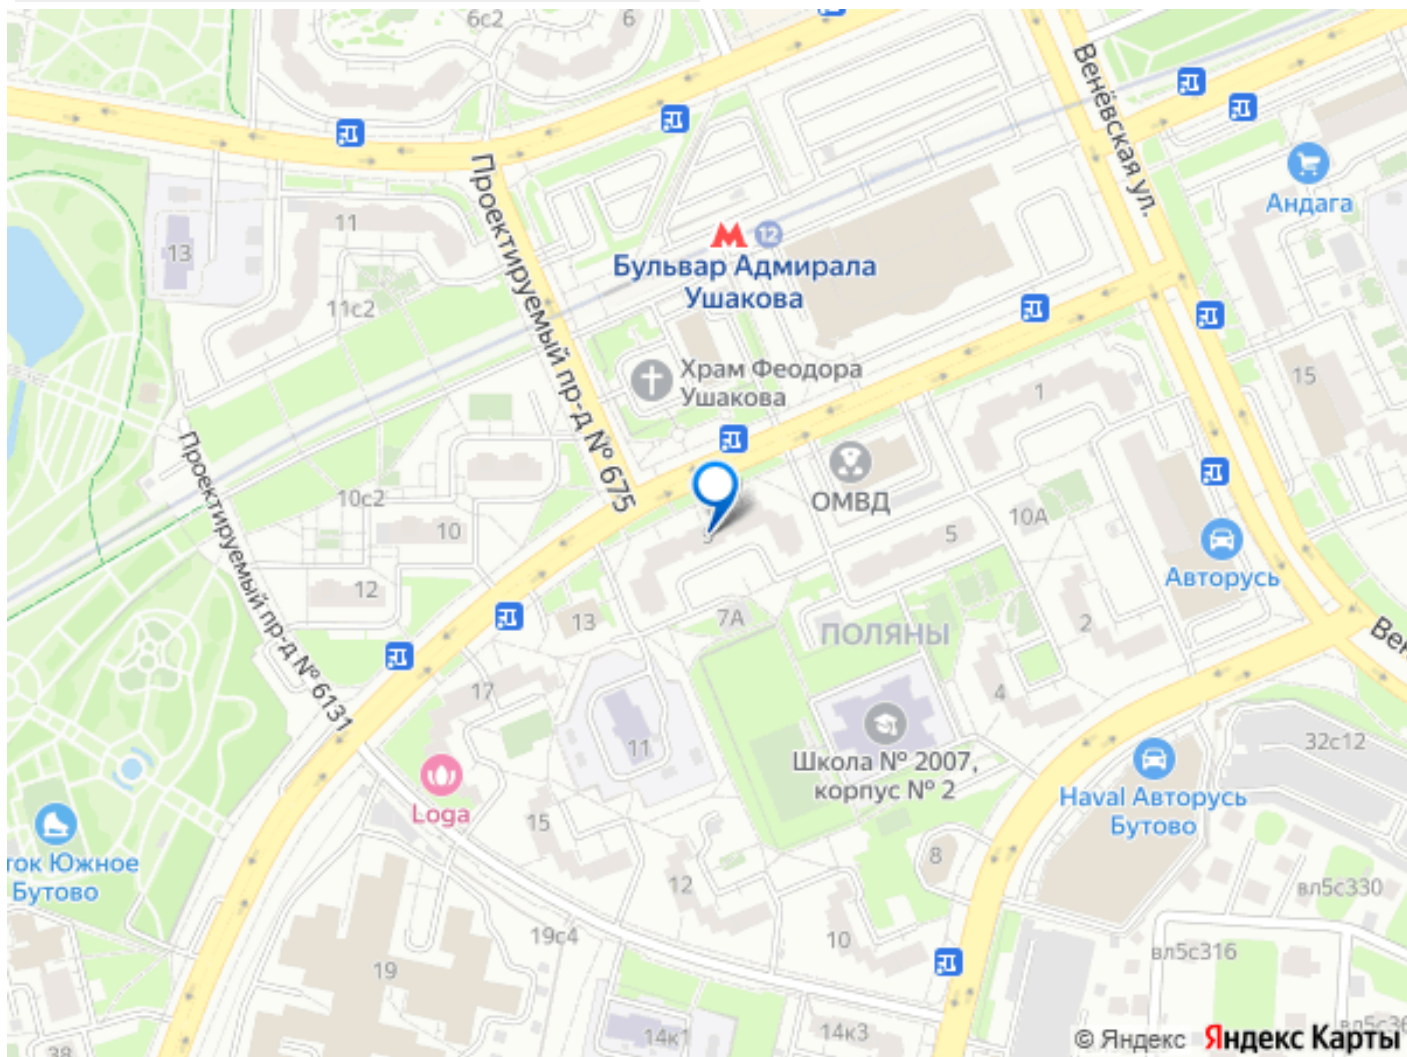 6с2
6
Венёвская ул.
Андага
Проектируемый пр-д № 675
11
13
12
Бульвар Адмирала
Ушакова
11с2
Храм Феодора
Ушакова
1
15
Проектируемый пр-д № 6131
10с2
10
ОМВД
10А
5
Авторусь
12
13
7А
ПОЛЯНЫ
2
17
11
4
Школа № 2007,
корпус № 2
32с12
Haval Авторусь
Бутово
Loga
15
ток Южное
Бутово
8
12
вл5с330
19с4
10
вл5с316
19
14к1
14к3
38
© Яндекс
Яндекс Карты